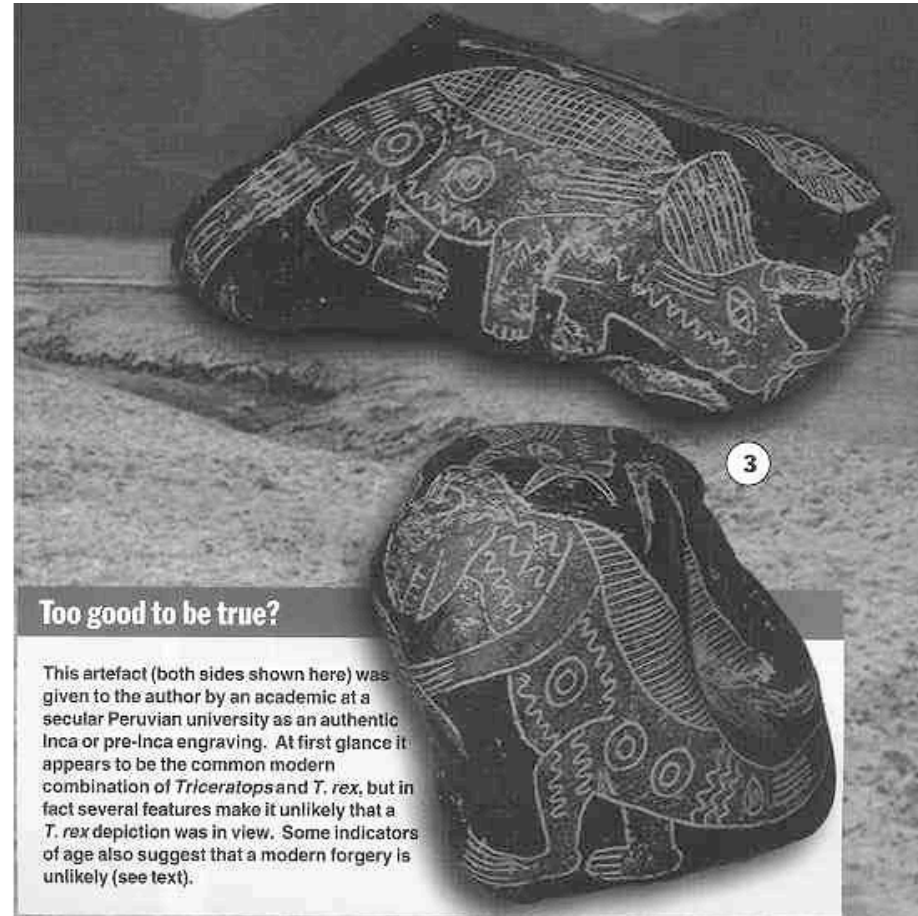 3
Too good to be true?
This artefact (both sides shown here) was
given to the author by an academic at a
secular Peruvian university as an authentic
Inca or pre-Inca engraving. At first glance it
appears to be the common modern
combination of Triceratops and T. rex, but in
fact several features make it unlikely that a
T. rex depiction was in view. Some indicators
of age also suggest that a modern forgery is
unlikely (see text).